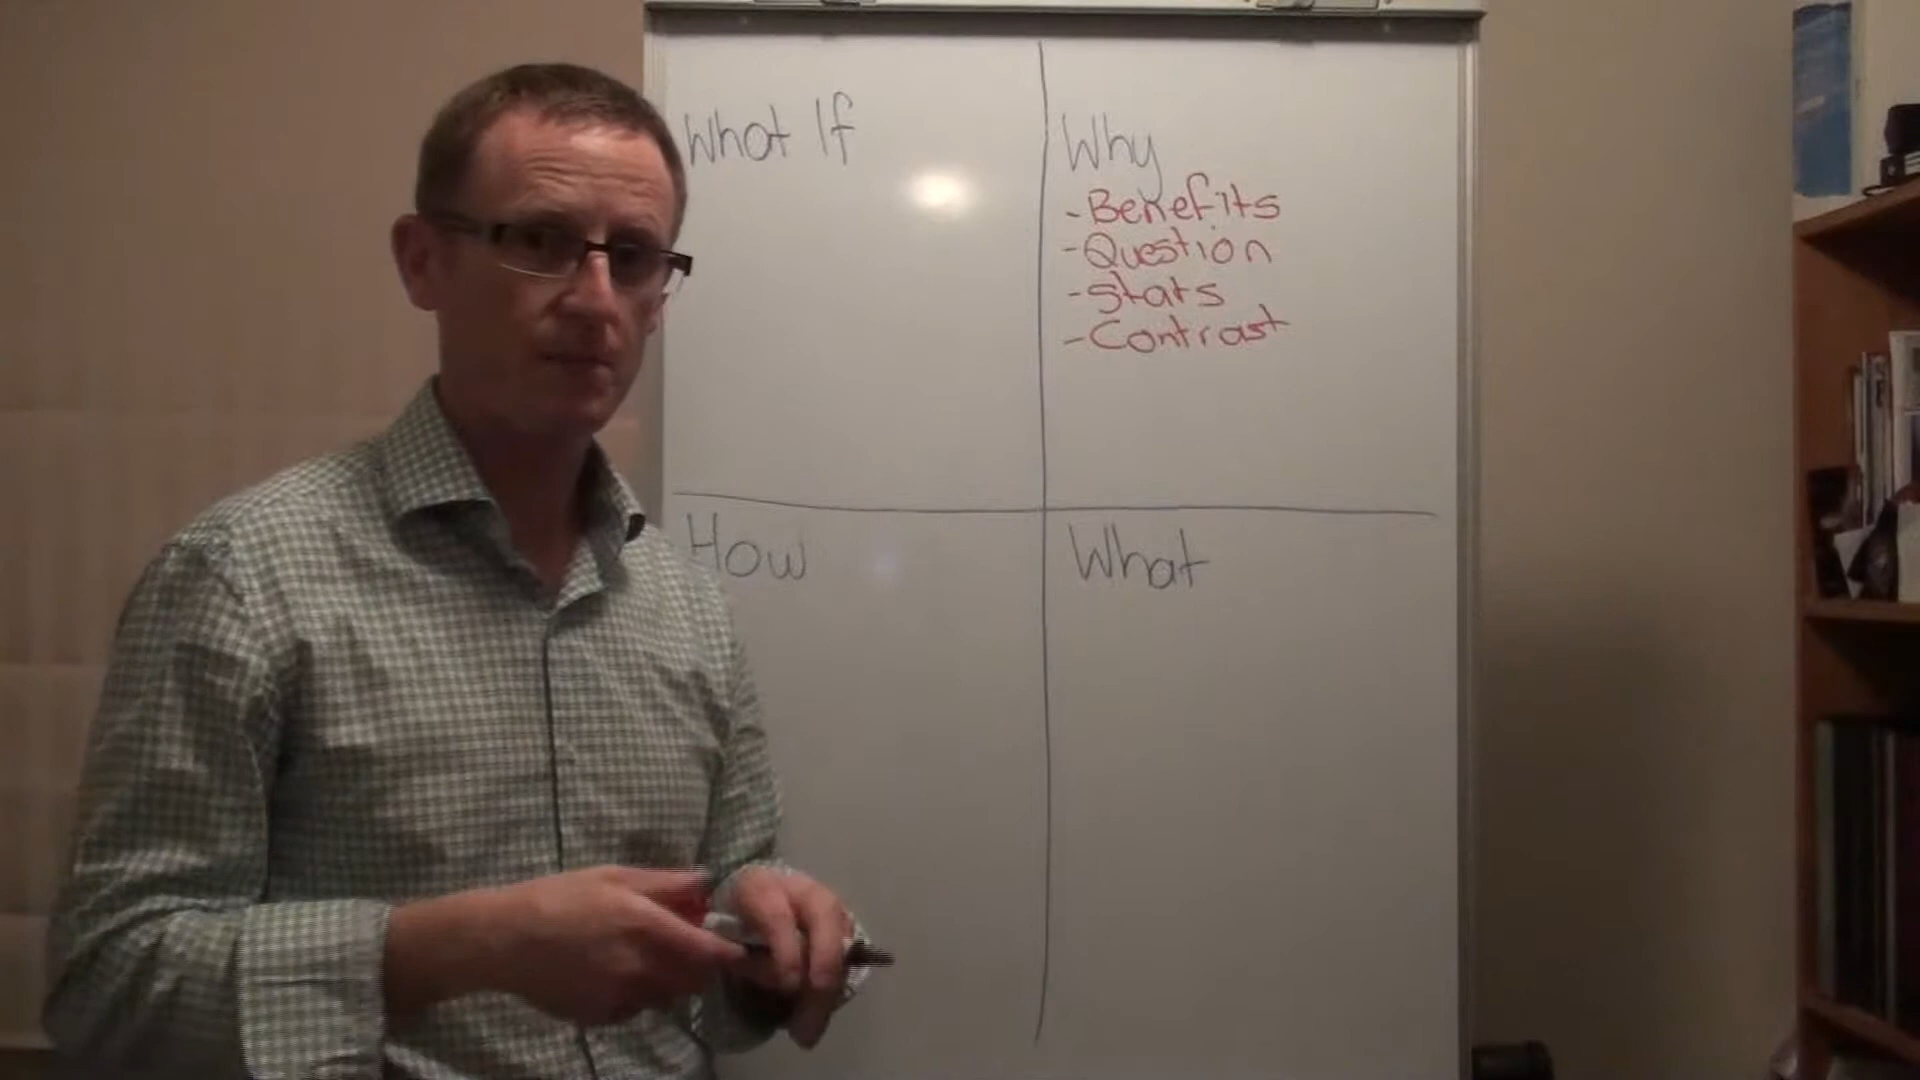 What If
Why
- Benefits
- Question
- Stats
- Contrast
How
What